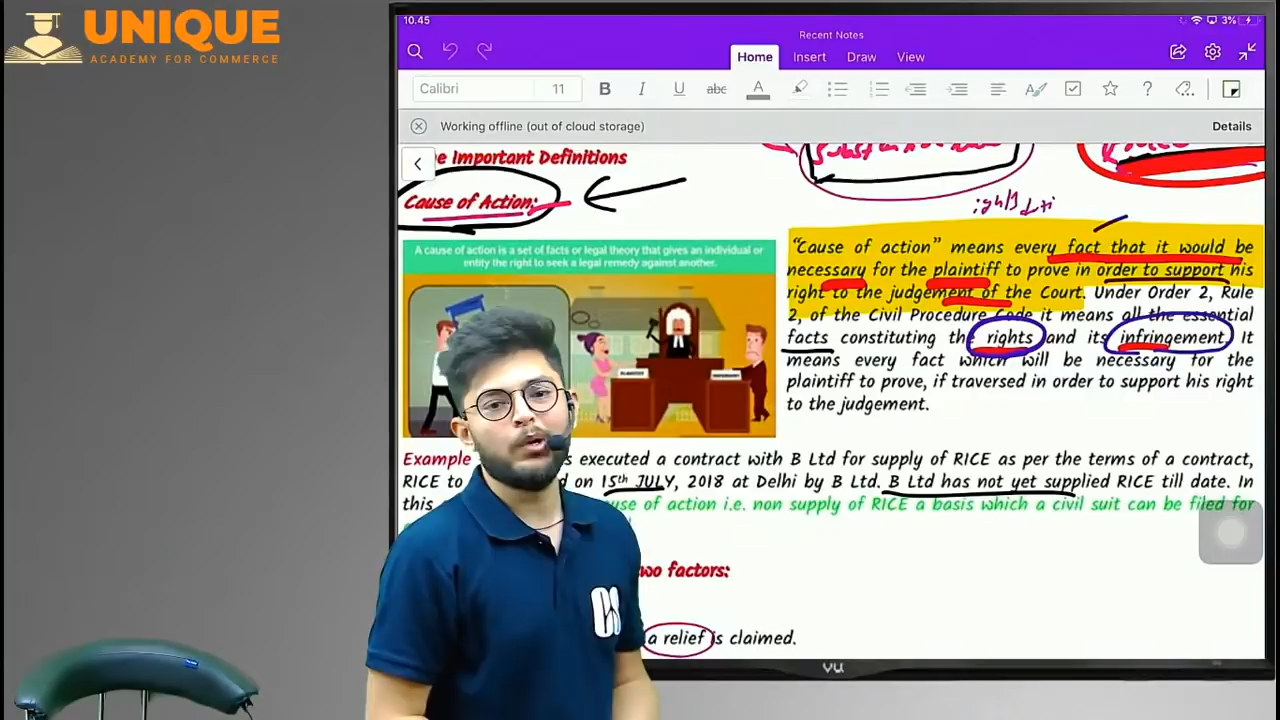 UNIQUE
ACADEMY FOR COMMERCE
10.45
3%
Recent Notes
Home Insert Draw View
Calibri 11 B I U abc A A ?
Working offline (out of cloud storage) Details
e Important Definitions
Cause of Action:
A cause of action is a set of facts or legal theory that gives an individual or
entity the right to seek a legal remedy against another.
“Cause of action” means every fact that it would be
necessary for the plaintiff to prove in order to support his
right to the judgement of the Court. Under Order 2, Rule
2, of the Civil Procedure Code it means all the essential
facts constituting the rights and its infringement. It
means every fact which will be necessary for the
plaintiff to prove, if traversed in order to support his right
to the judgement.
Example s executed a contract with B Ltd for supply of RICE as per the terms of a contract,
RICE to d on 15th JULY, 2018 at Delhi by B Ltd. B Ltd has not yet supplied RICE till date. In
this use of action i.e. non supply of RICE a basis which a civil suit can be filed for
wo factors:
a relief is claimed.
VU